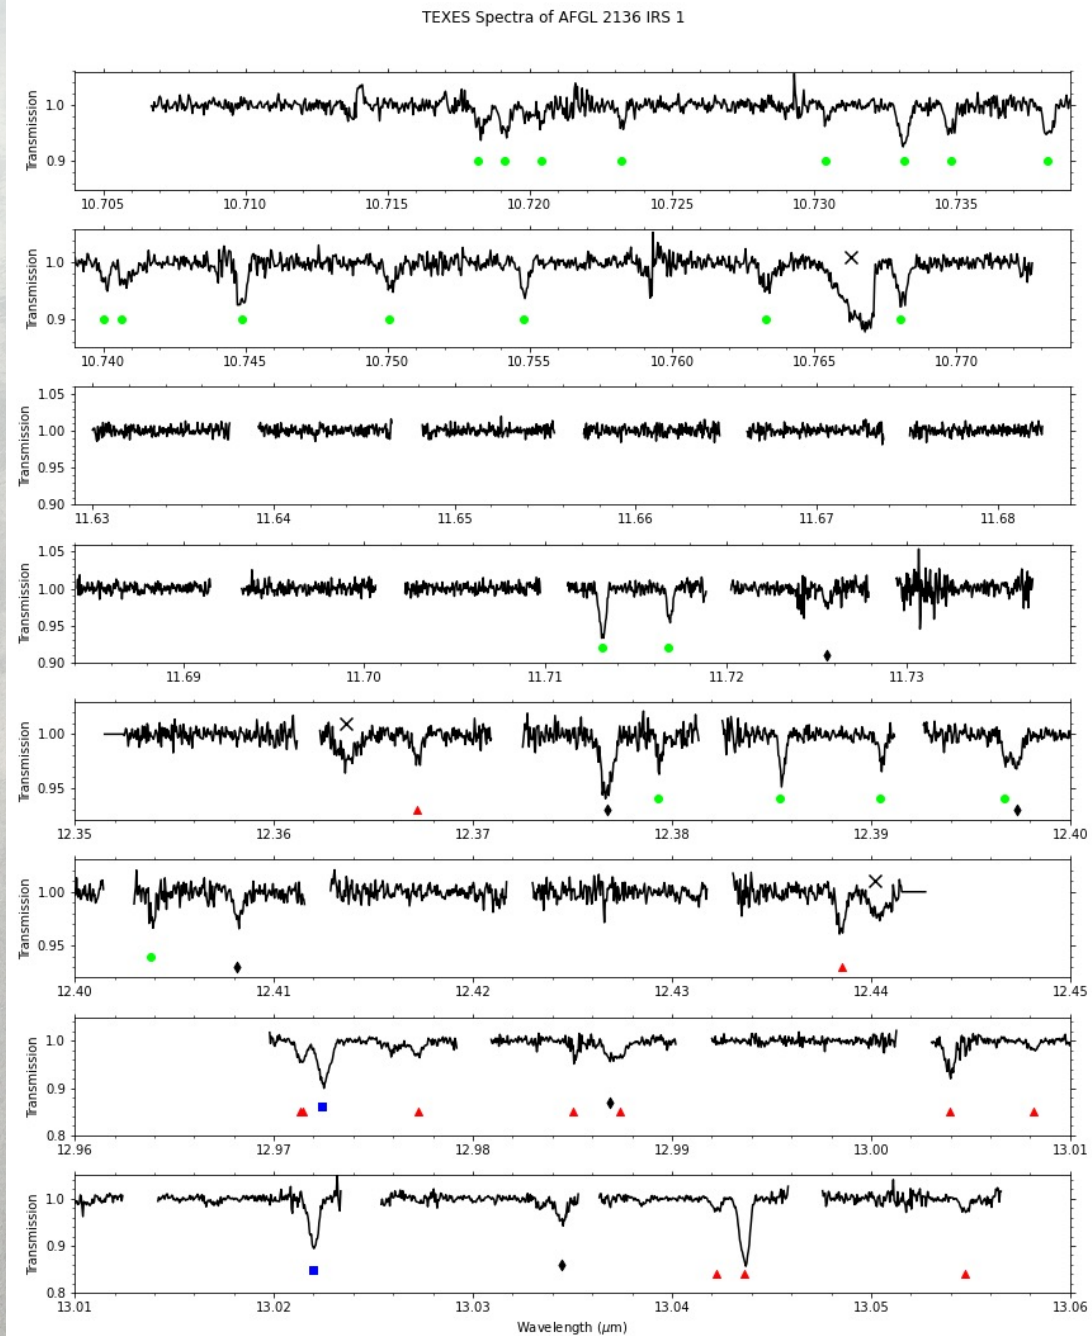 TEXES Spectra of AFGL 2136 IRS 1
Transmission
1.0
0.9
10.705 10.710 10.715 10.720 10.725 10.730 10.735
Transmission
1.0
0.9
10.740 10.745 10.750 10.755 10.760 10.765 10.770
Transmission
1.05
1.00
0.95
0.90
11.63 11.64 11.65 11.66 11.67 11.68
Transmission
1.05
1.00
0.95
0.90
11.69 11.70 11.71 11.72 11.73
Transmission
1.00
0.95
12.35 12.36 12.37 12.38 12.39 12.40
Transmission
1.00
0.95
12.40 12.41 12.42 12.43 12.44 12.45
Transmission
1.0
0.9
0.8
12.96 12.97 12.98 12.99 13.00 13.01
Transmission
1.0
0.9
0.8
13.01 13.02 13.03 13.04 13.05 13.06
Wavelength (μm)